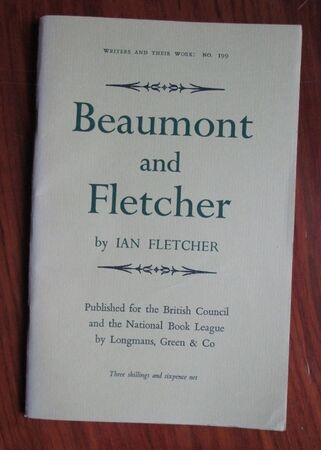 WRITERS AND THEIR WORK: NO. 199
Beaumont
and
Fletcher
by IAN FLETCHER
Published for the British Council
and the National Book League
by Longmans, Green & Co
Three shillings and sixpence net